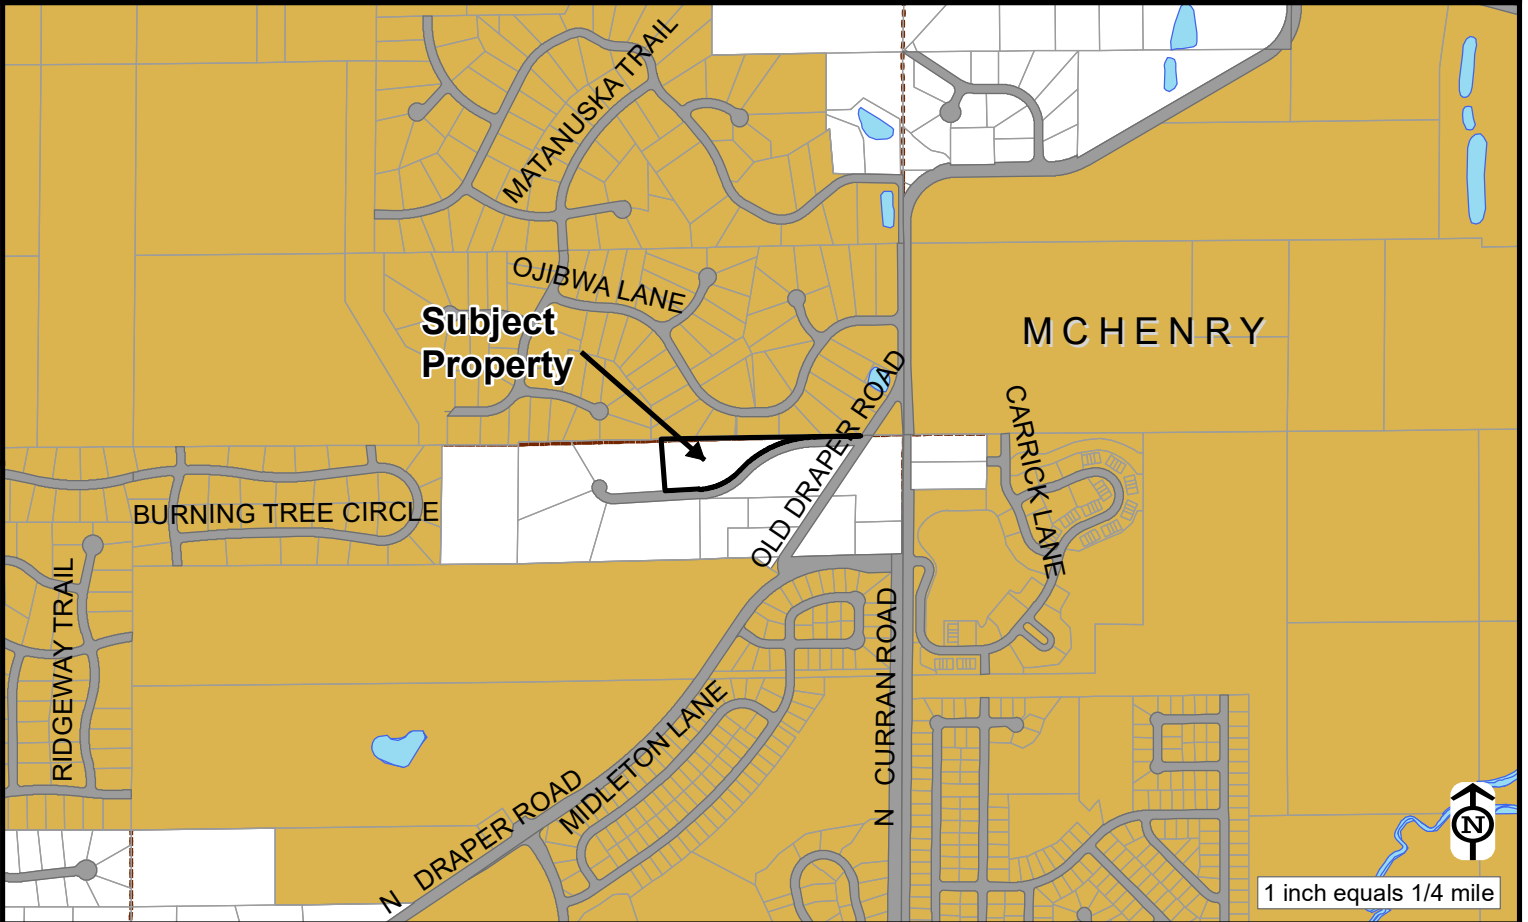 MATANUSKA TRAIL
OJIBWA LANE
Subject
Property
MCHENRY
OLD DRAPER ROAD
CARRICK LANE
BURNING TREE CIRCLE
RIDGEWAY TRAIL
N CURRAN ROAD
MIDLETON LANE
N DRAPER ROAD
N
1 inch equals 1/4 mile